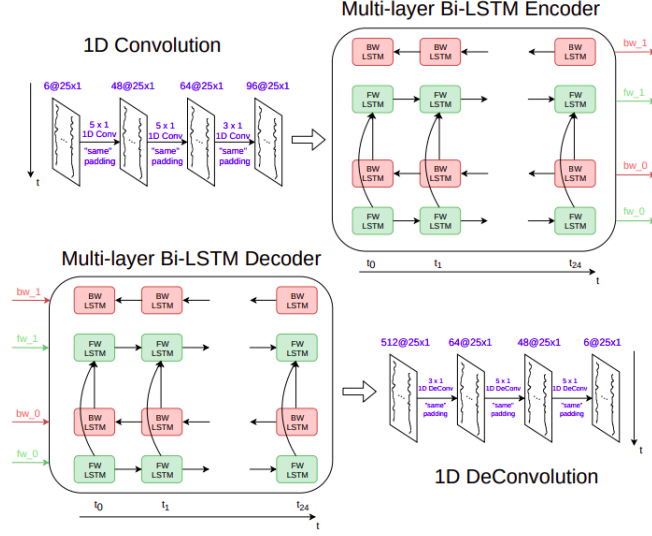 Multi-layer Bi-LSTM Encoder
1D Convolution
6@25x1 48@25x1 64@25x1 96@25x1
5 x 1 5 x 1 3 x 1
1D Conv 1D Conv 1D Conv
"same" "same" "same"
padding padding padding
t
BW BW BW
LSTM LSTM LSTM
bw_1
FW FW FW
LSTM LSTM LSTM
fw_1
... ... ... ...
BW BW BW
LSTM LSTM LSTM
bw_0
FW FW FW
LSTM LSTM LSTM
fw_0
t0 t1 t24
t
Multi-layer Bi-LSTM Decoder
bw_1
BW BW BW
LSTM LSTM LSTM
fw_1
FW FW FW
LSTM LSTM LSTM
bw_0
BW BW BW
LSTM LSTM LSTM
fw_0
FW FW FW
LSTM LSTM LSTM
t0 t1 t24
t
512@25x1 64@25x1 48@25x1 6@25x1
3 x 1 5 x 1 5 x 1
1D DeConv 1D DeConv 1D DeConv
"same" "same" "same"
padding padding padding
... ... ... ...
t
1D DeConvolution